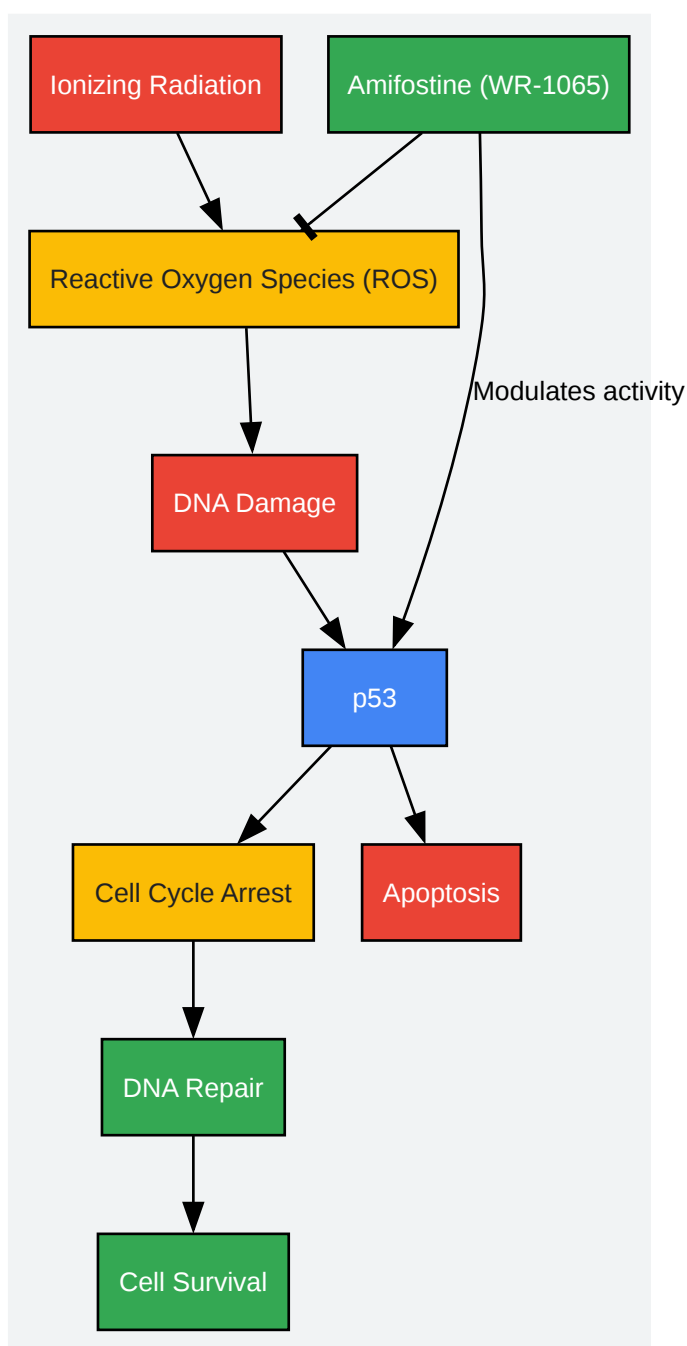 Ionizing Radiation
Amifostine (WR-1065)
Reactive Oxygen Species (ROS)
Modulates activity
DNA Damage
p53
Cell Cycle Arrest
Apoptosis
DNA Repair
Cell Survival